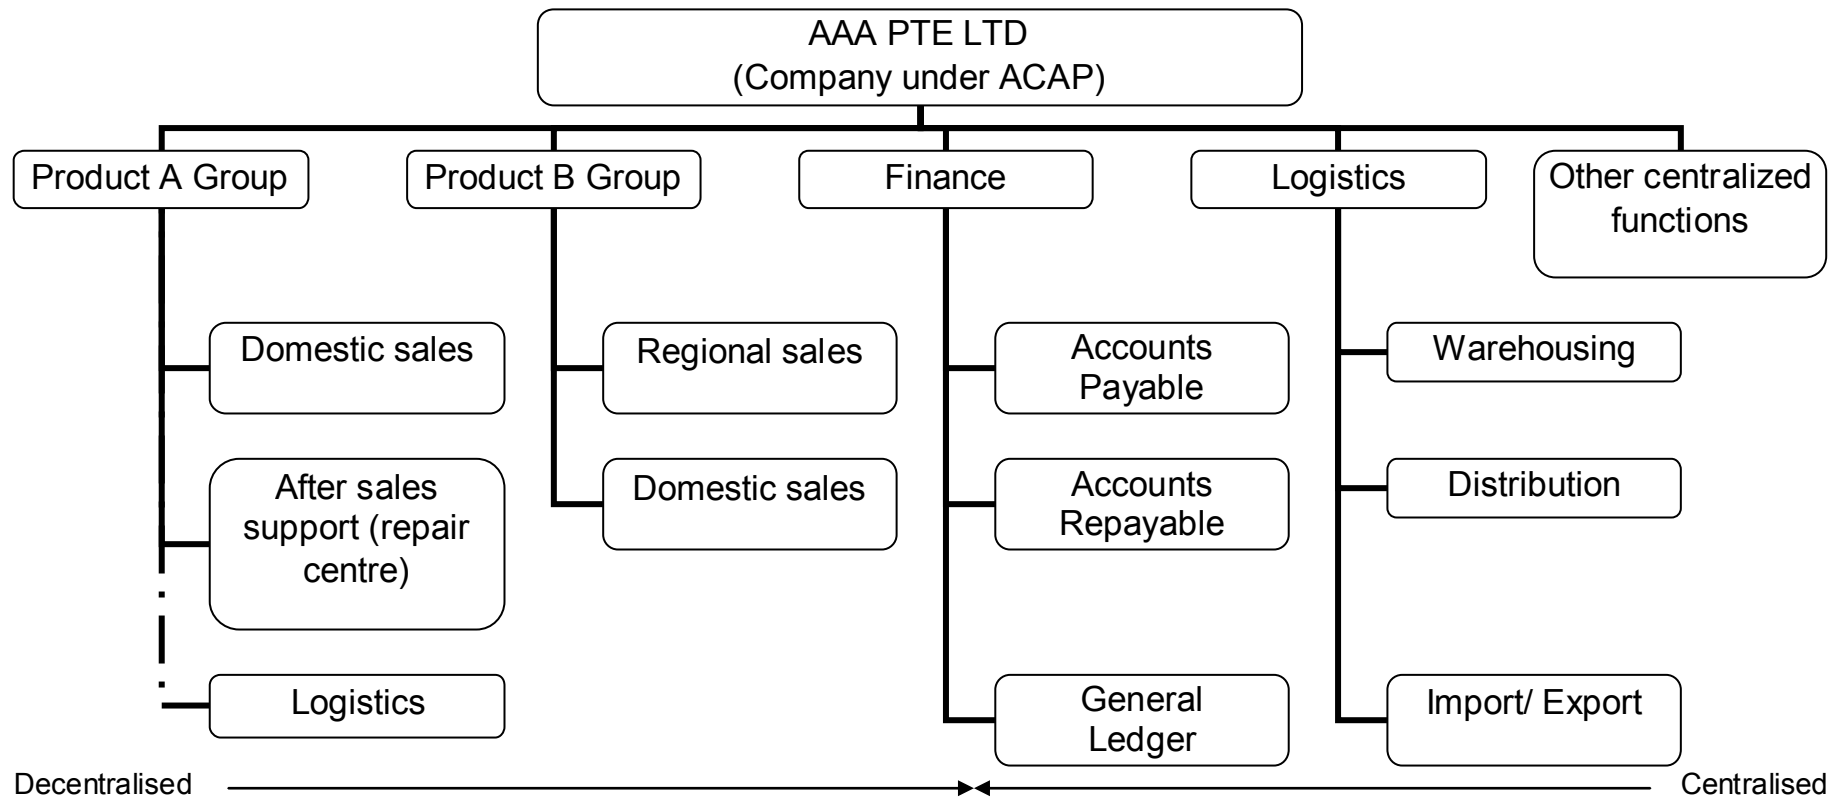 AAA PTE LTD
(Company under ACAP)
Product A Group
Product B Group
Finance
Logistics
Other centralized
functions
Domestic sales
Regional sales
Accounts
Payable
Warehousing
After sales
support (repair
centre)
Domestic sales
Accounts
Repayable
Distribution
Logistics
General
Ledger
Import/ Export
Decentralised
Centralised